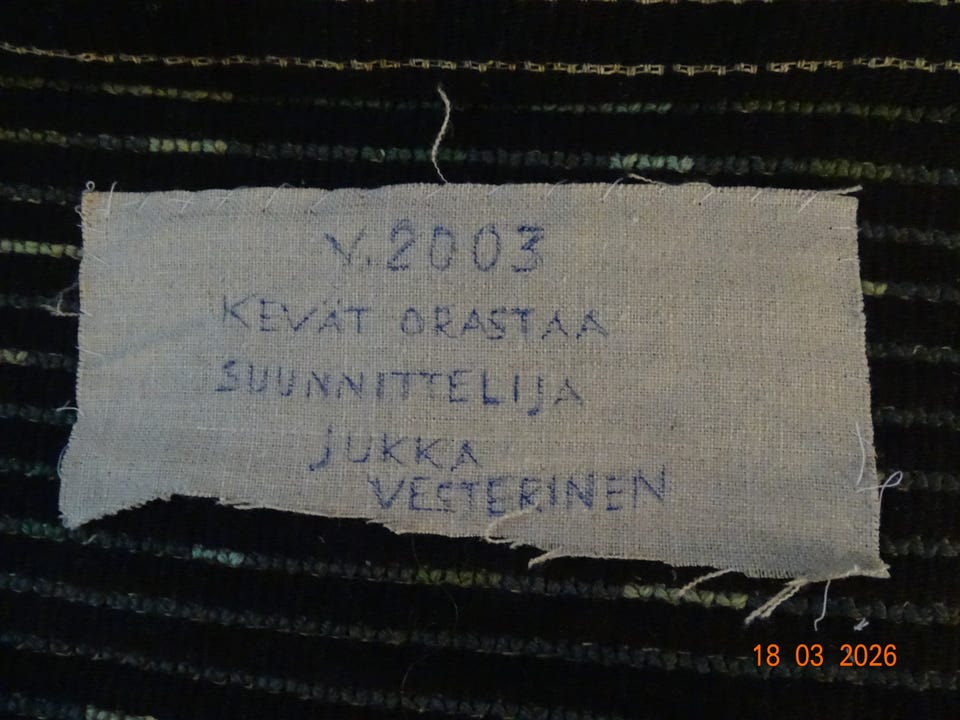 V. 2003
KEVÄT ORASTAA
SUUNNITTELIJA
JUKKA
VESTERINEN
18 03 2026